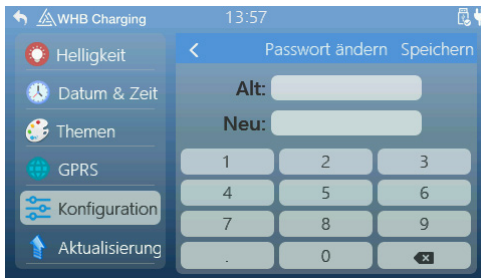 WHB Charging 13:57
Helligkeit
Datum & Zeit
Themen
GPRS
Konfiguration
Aktualisierung
< Passwort ändern Speichern
Alt:
Neu:
1 2 3
4 5 6
7 8 9
. 0